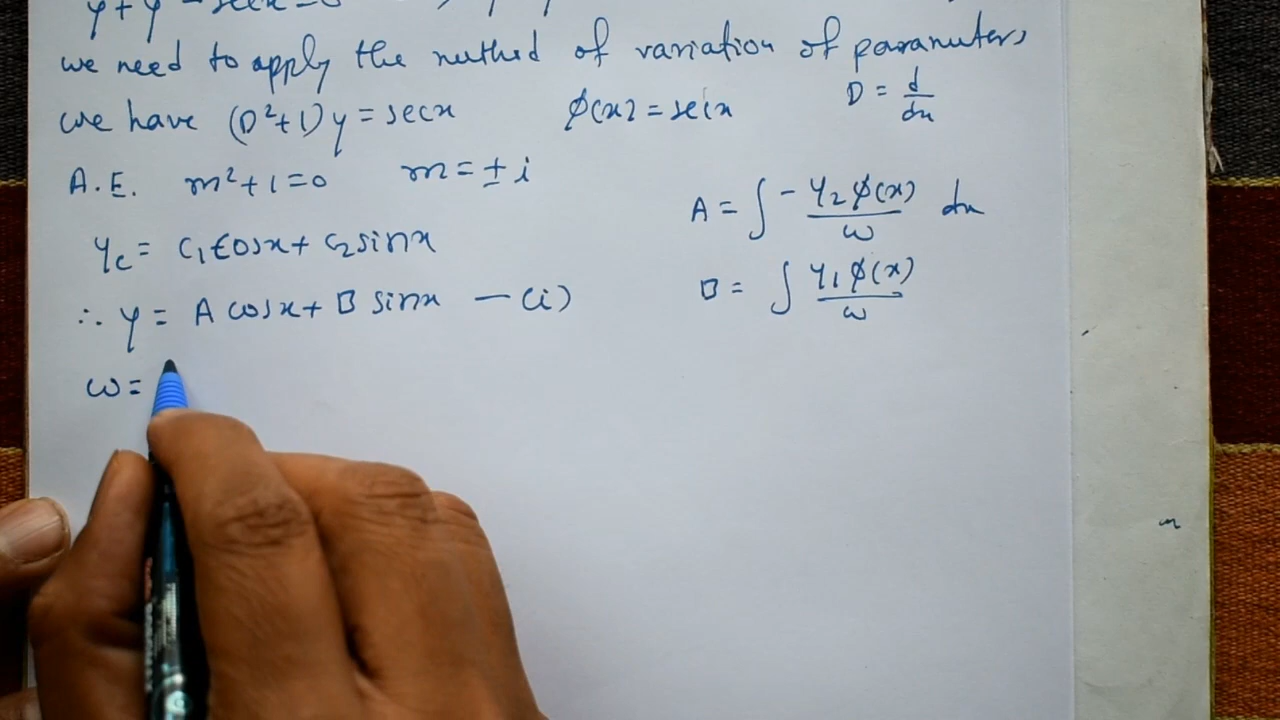 we need to apply the method of variation of parameters
we have (D²+1)y = secx φ(x) = secx D = d/dx
A.E. m²+1=0 m = ± i
y_c = c₁cosx + c₂sinx
A = ∫ - y₂φ(x)/ω dx
∴ y = A cosx + B sinx — (i)
B = ∫ y₁φ(x)/ω
ω =